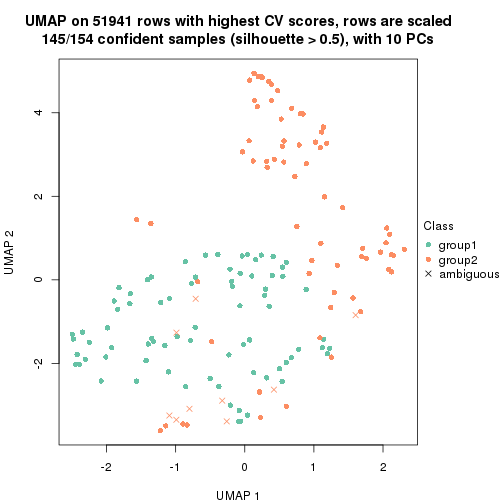 UMAP on 51941 rows with highest CV scores, rows are scaled
145/154 confident samples (silhouette > 0.5), with 10 PCs
4
2
0
-2
UMAP 2
-2
-1
0
1
2
UMAP 1
Class
group1
group2
ambiguous